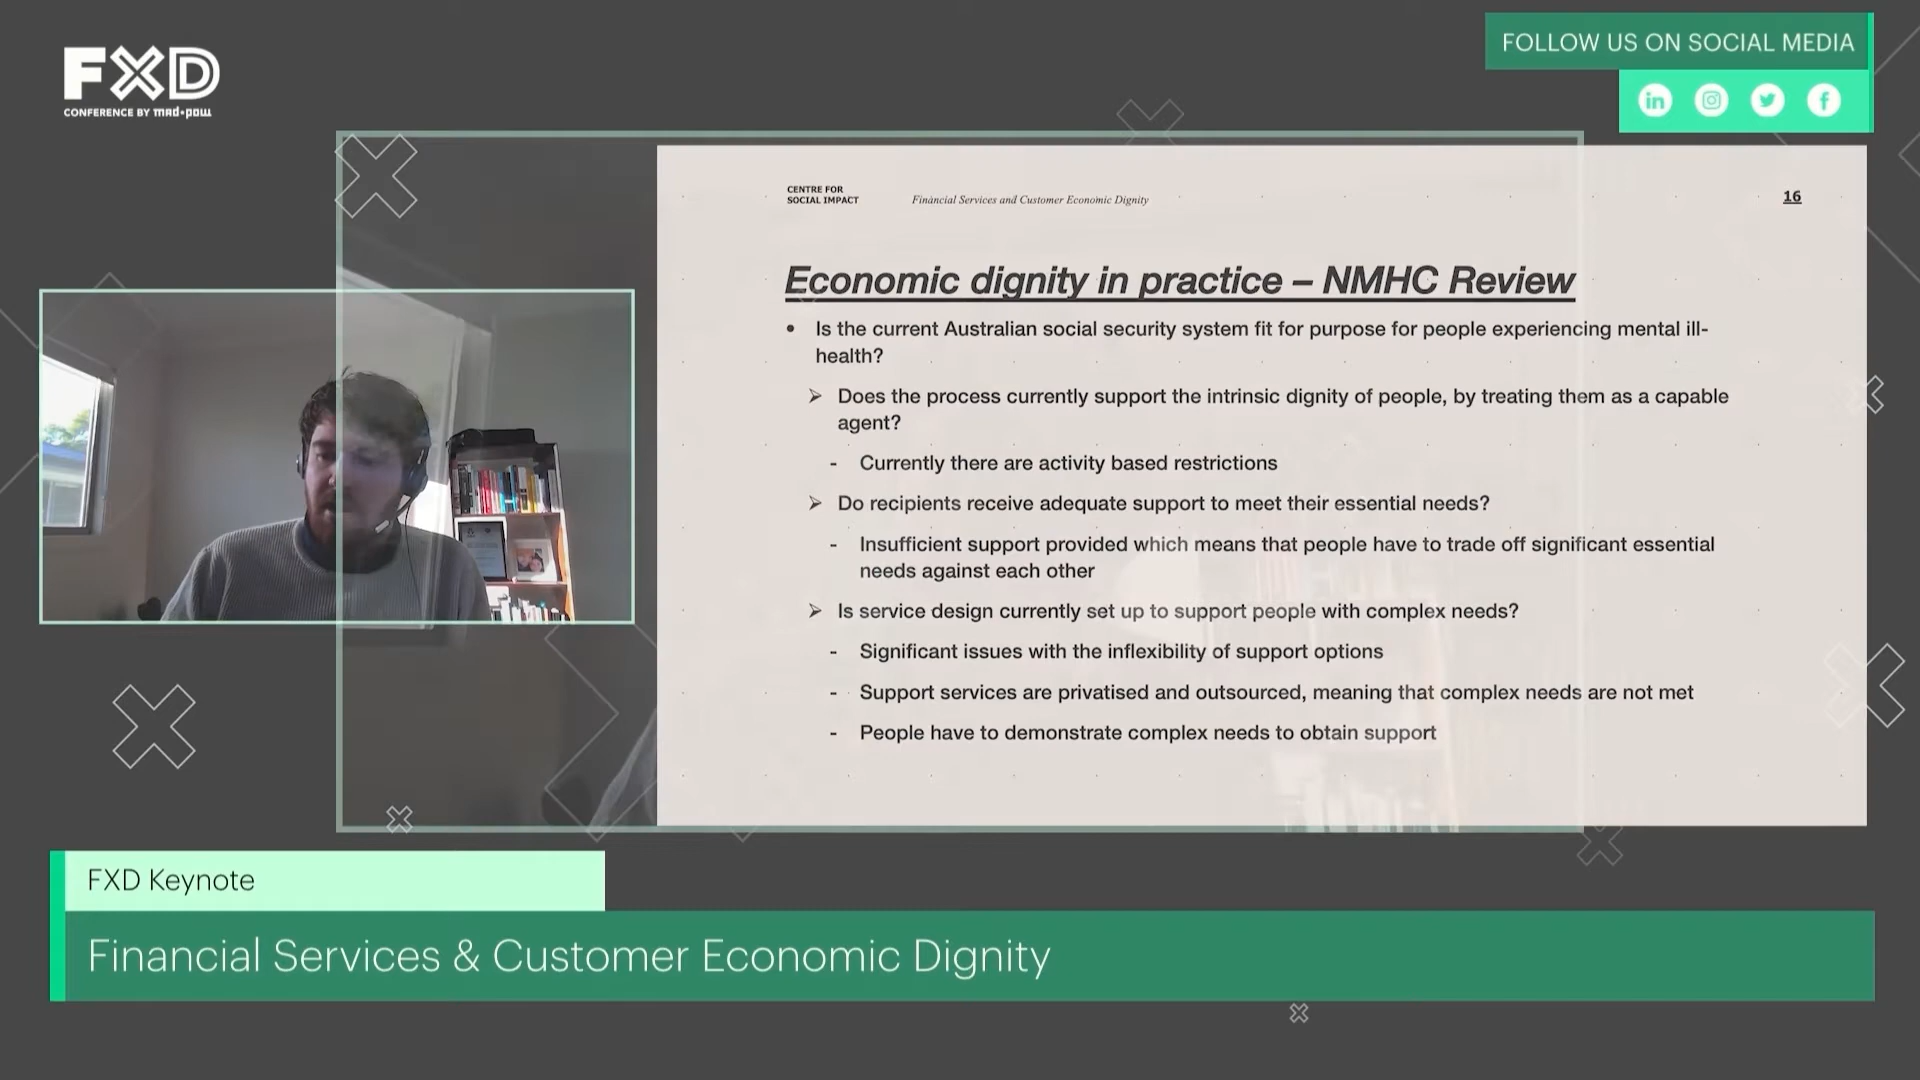 FXD
CONFERENCE BY mad*pow
FOLLOW US ON SOCIAL MEDIA
CENTRE FOR
SOCIAL IMPACT
Financial Services and Customer Economic Dignity
16
Economic dignity in practice – NMHC Review
• Is the current Australian social security system fit for purpose for people experiencing mental ill-
health?
➢ Does the process currently support the intrinsic dignity of people, by treating them as a capable
agent?
- Currently there are activity based restrictions
➢ Do recipients receive adequate support to meet their essential needs?
- Insufficient support provided which means that people have to trade off significant essential
needs against each other
➢ Is service design currently set up to support people with complex needs?
- Significant issues with the inflexibility of support options
- Support services are privatised and outsourced, meaning that complex needs are not met
- People have to demonstrate complex needs to obtain support
FXD Keynote
Financial Services & Customer Economic Dignity